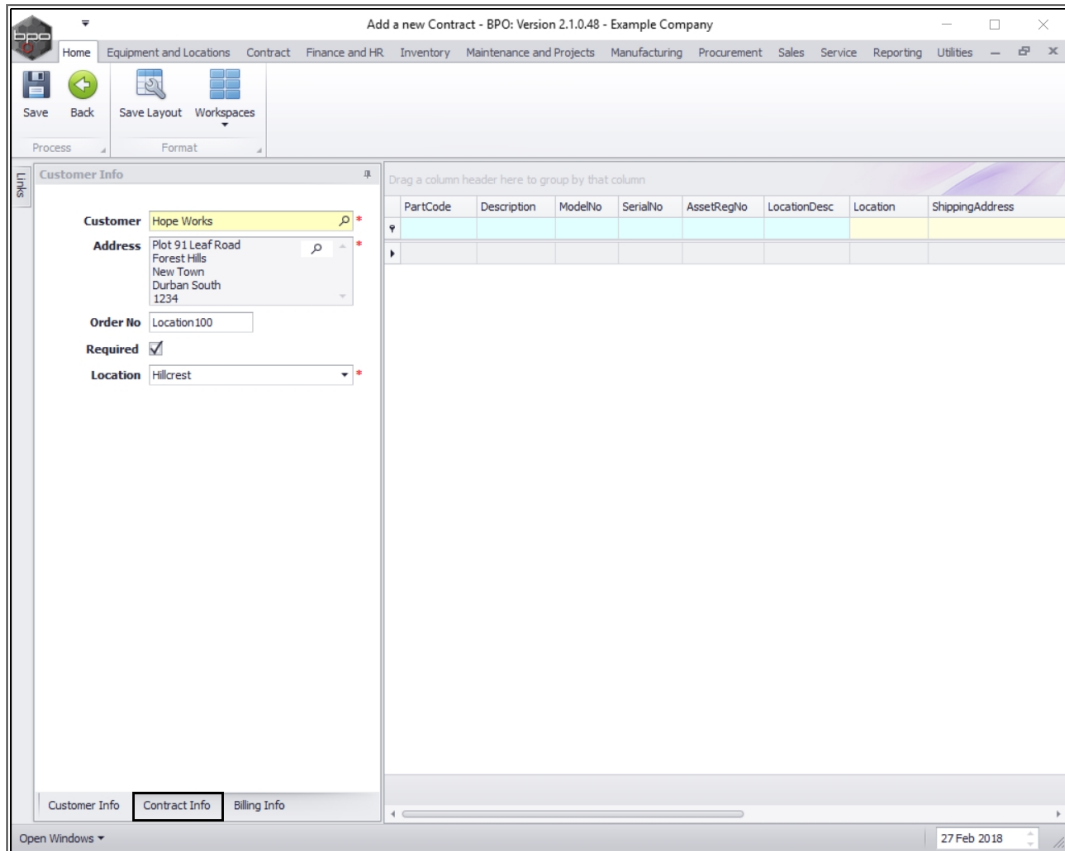 Add a new Contract - BPO: Version 2.1.0.48 - Example Company
bpo
Home Equipment and Locations Contract Finance and HR Inventory Maintenance and Projects Manufacturing Procurement Sales Service Reporting Utilities
Save Back Save Layout Workspaces
Process Format
Links
Customer Info
Drag a column header here to group by that column
PartCode Description ModelNo SerialNo AssetRegNo LocationDesc Location ShippingAddress
Customer Hope Works *
Address Plot 91 Leaf Road *
Forest Hills
New Town
Durban South
1234
Order No Location100
Required
Location Hillcrest *
Customer Info Contract Info Billing Info
Open Windows 27 Feb 2018